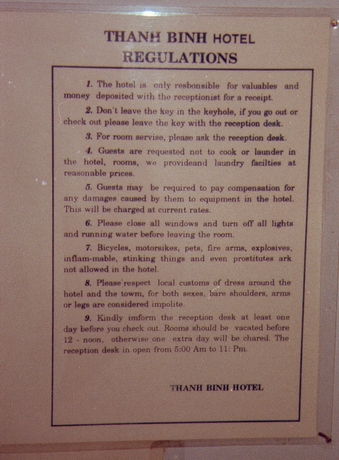 THANH BINH HOTEL
REGULATIONS
1. The hotel is only resbonsible for valuables and
money deposited with the receptionist for a receipt.
2. Don't leave the key in the keyhole, if you go out or
check out please leave the key with the reception desk.
3. For room servise, please ask the reception desk.
4. Guests are requested not to cook or launder in
the hotel, rooms, we provideand laundry facilties at
reasonable prices.
5. Guests may be required to pay compensation for
any damages caused by them to equipment in the hotel.
This will be charged at current rates.
6. Please close all windows and turn off all lights
and running water before leaving the room.
7. Bicycles, motorsikes, pets, fire arms, explosives,
inflam-mable, stinking things and even prostitutes ark
not allowed in the hotel.
8. Please respect local customs of dress around the
hotel and the towm, for both sexes, bare shoulders, arms
or legs are considered impolite.
9. Kindly imform the reception desk at least one
day before you check out. Rooms should be vacated before
12 - noon, otherwise one extra day will be chared. The
reception desk in open from 5:00 Am to 11: Pm.
THANH BINH HOTEL